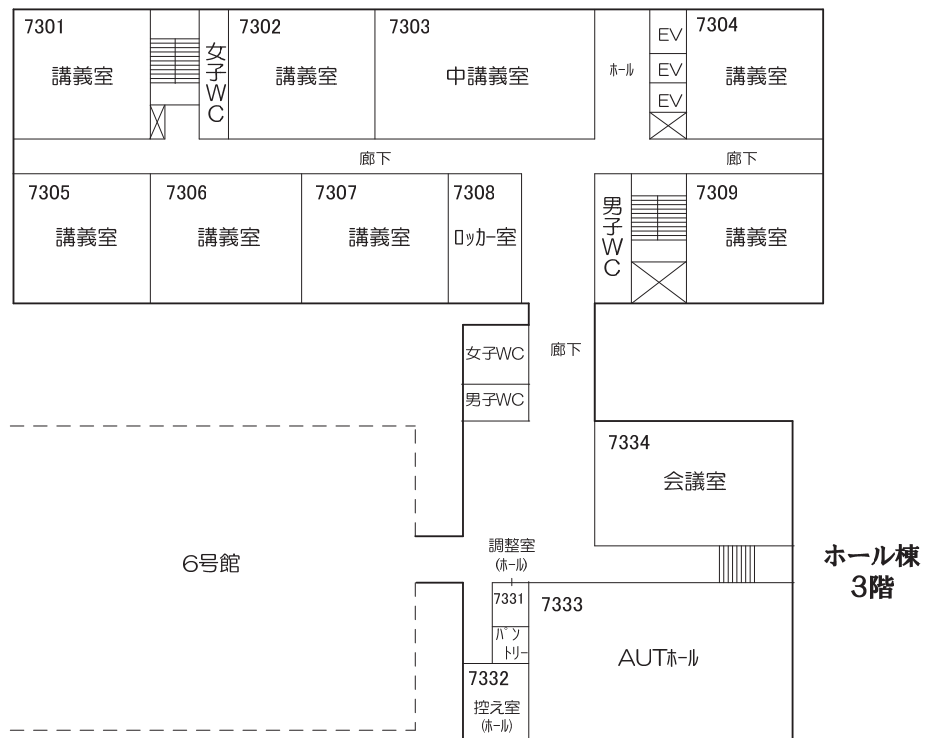 7301
講義室
女子WC
7302
講義室
7303
中講義室
ホール
EV
EV
EV
7304
講義室
廊下
廊下
7305
講義室
7306
講義室
7307
講義室
7308
ロッカー室
男子WC
7309
講義室
女子WC
廊下
男子WC
7334
会議室
6号館
調整室
(ホール)
7331
パン
トリー
7333
AUTホール
7332
控え室
(ホール)
ホール棟
3階